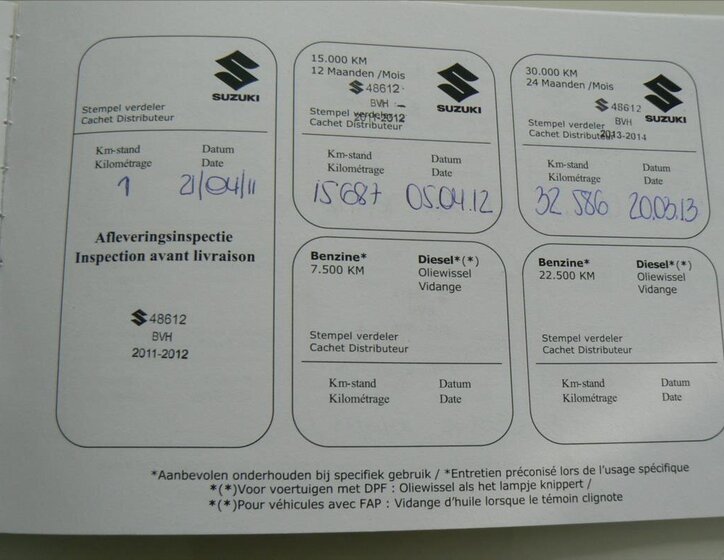 SUZUKI
Stempel verdeler
Cachet Distributeur
Km-stand Datum
Kilométrage Date
1 21/04/11
Afleveringsinspectie
Inspection avant livraison
48612
BVH
2011-2012
15.000 KM
12 Maanden /Mois
48612
SUZUKI
BVH
Stempel verdeler
2011-2012
Cachet Distributeur
Km-stand Datum
Kilométrage Date
15687 05.04.12
30.000 KM
24 Maanden /Mois
48612
SUZUKI
BVH
Stempel verdeler
2013-2014
Cachet Distributeur
Km-stand Datum
Kilométrage Date
32 586 20.03.13
Benzine* Diesel*(*)
7.500 KM Oliewissel
Vidange
Stempel verdeler
Cachet Distributeur
Km-stand Datum
Kilométrage Date
Benzine* Diesel*(*)
22.500 KM Oliewissel
Vidange
Stempel verdeler
Cachet Distributeur
Km-stand Datum
Kilométrage Date
*Aanbevolen onderhouden bij specifiek gebruik / *Entretien préconisé lors de l'usage spécifique
*(*)Voor voertuigen met DPF : Oliewissel als het lampje knippert /
*(*)Pour véhicules avec FAP : Vidange d'huile lorsque le témoin clignote